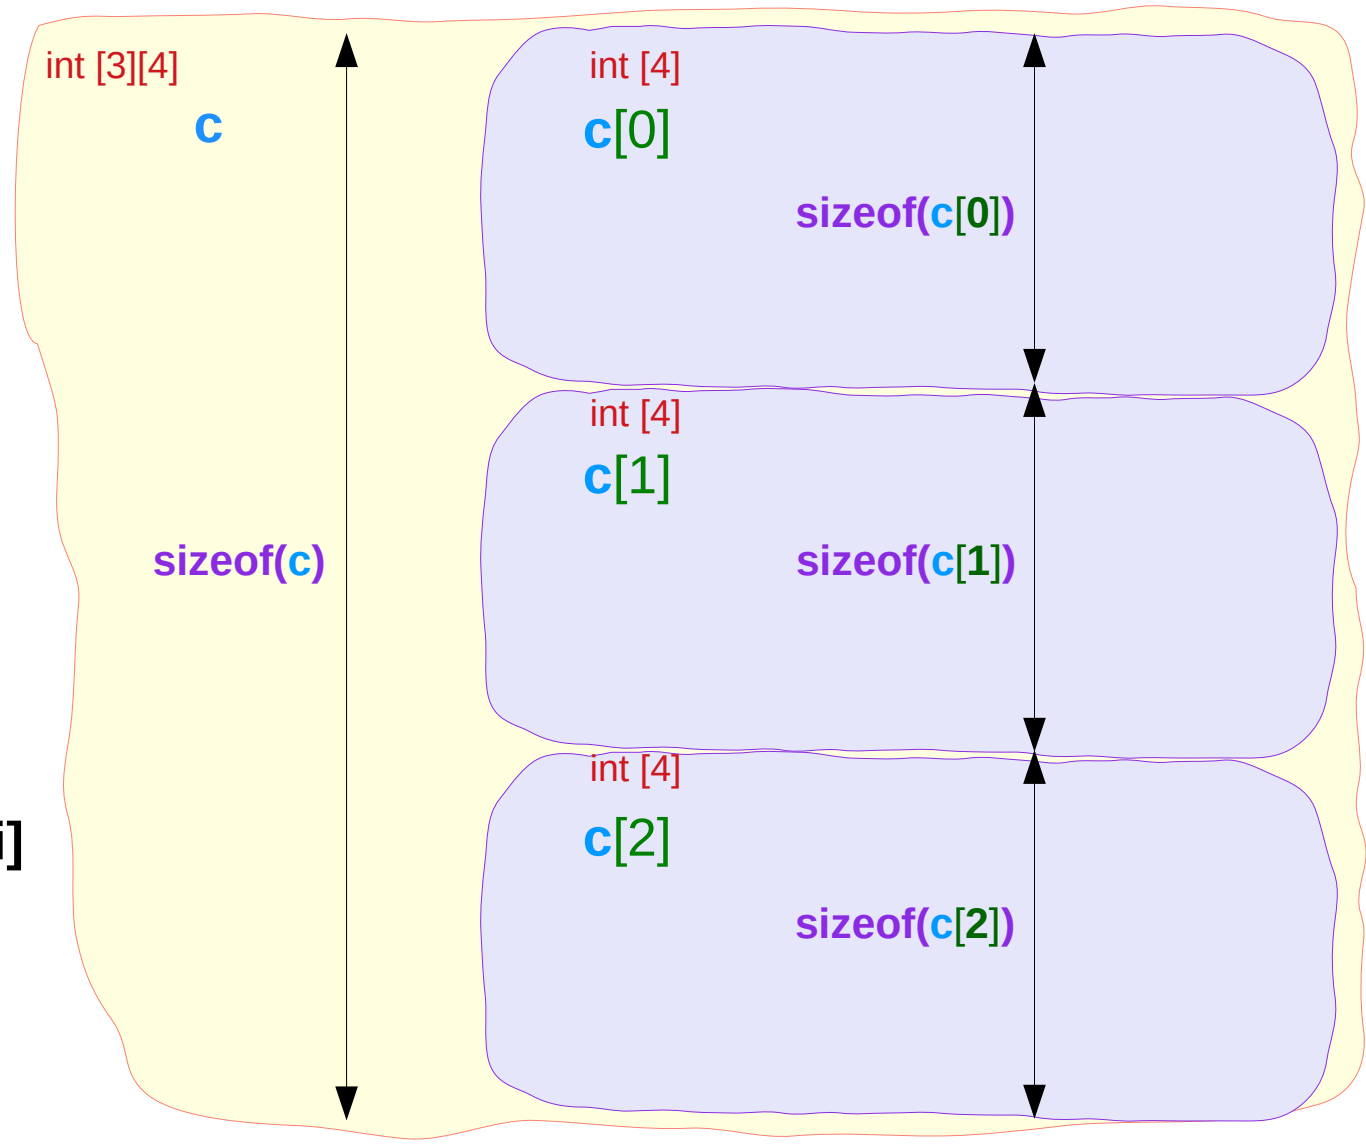 int [3][4]
c
sizeof(c)
int [4]
c[0]
sizeof(c[0])
int [4]
c[1]
sizeof(c[1])
int [4]
c[2]
sizeof(c[2])
i]